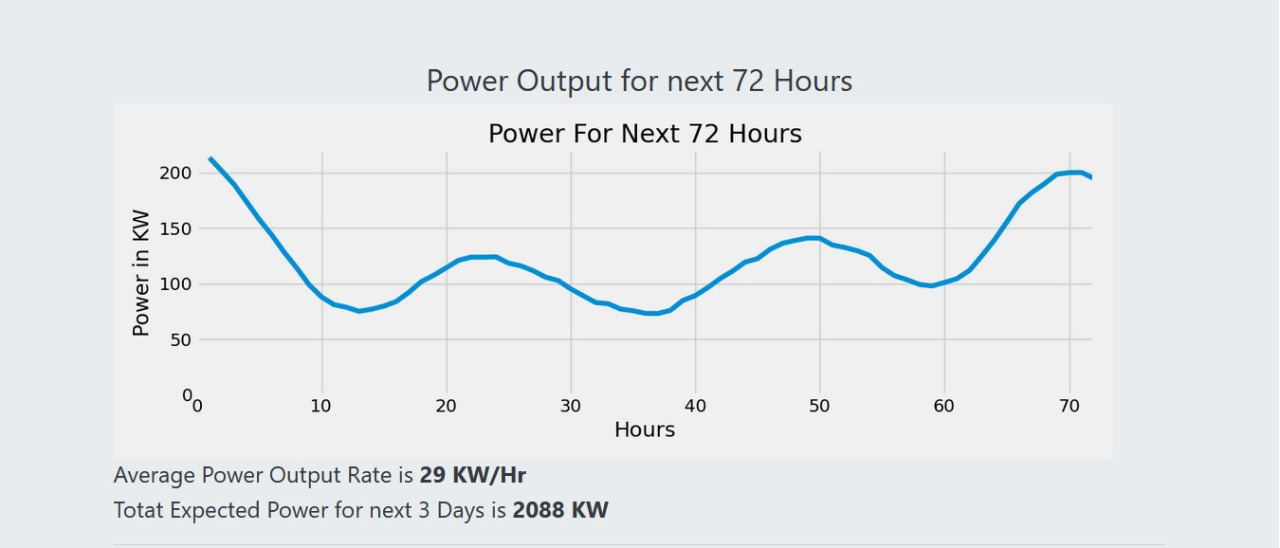 Power Output for next 72 Hours
Power For Next 72 Hours
200
150
100
50
0
Power in KW
0 10 20 30 40 50 60 70
Hours
Average Power Output Rate is 29 KW/Hr
Totat Expected Power for next 3 Days is 2088 KW